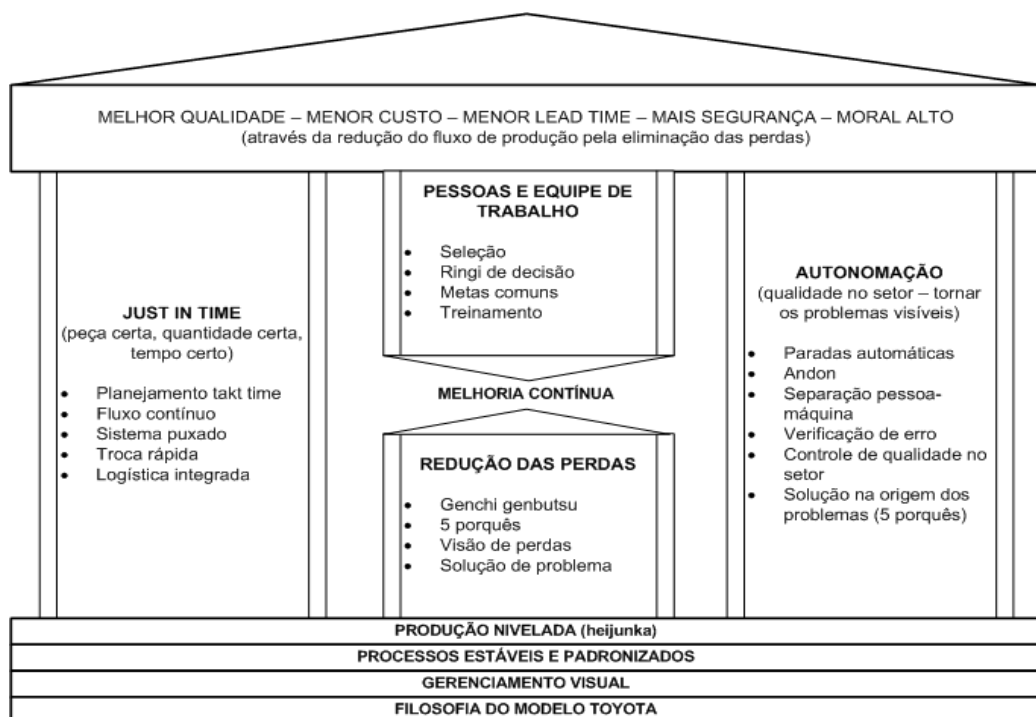 MELHOR QUALIDADE – MENOR CUSTO – MENOR LEAD TIME – MAIS SEGURANÇA – MORAL ALTO
(através da redução do fluxo de produção pela eliminação das perdas)
JUST IN TIME
(peça certa, quantidade certa,
tempo certo)
• Planejamento takt time
• Fluxo contínuo
• Sistema puxado
• Troca rápida
• Logística integrada
PESSOAS E EQUIPE DE
TRABALHO
• Seleção
• Ringi de decisão
• Metas comuns
• Treinamento
MELHORIA CONTÍNUA
REDUÇÃO DAS PERDAS
• Genchi genbutsu
• 5 porquês
• Visão de perdas
• Solução de problema
AUTONOMAÇÃO
(qualidade no setor – tornar
os problemas visíveis)
• Paradas automáticas
• Andon
• Separação pessoa-
máquina
• Verificação de erro
• Controle de qualidade no
setor
• Solução na origem dos
problemas (5 porquês)
PRODUÇÃO NIVELADA (heijunka)
PROCESSOS ESTÁVEIS E PADRONIZADOS
GERENCIAMENTO VISUAL
FILOSOFIA DO MODELO TOYOTA